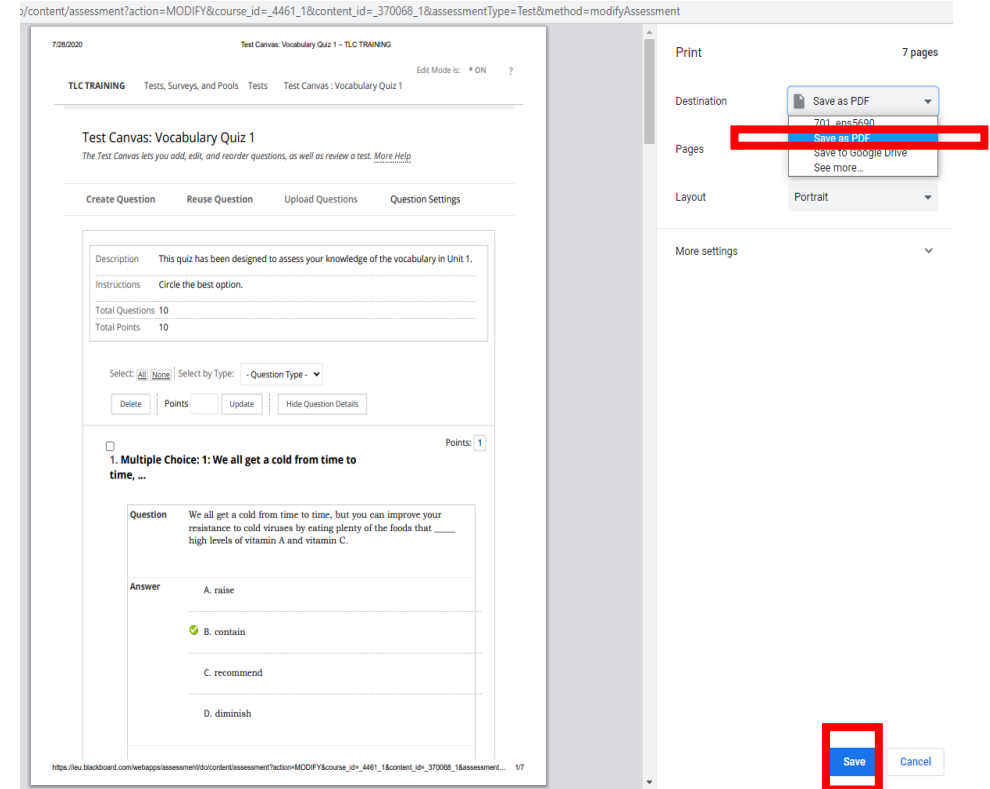 o/content/assessment?action=MODIFY&course_id=_4461_1&content_id=_370068_1&assessmentType=Test&method=modifyAssessment
7/28/2020 Test Canvas: Vocabulary Quiz 1 – TLC TRAINING
Edit Mode is: • ON ?
TLC TRAINING Tests, Surveys, and Pools Tests Test Canvas : Vocabulary Quiz 1
Test Canvas: Vocabulary Quiz 1
The Test Canvas lets you add, edit, and reorder questions, as well as review a test. More Help
Create Question Reuse Question Upload Questions Question Settings
Description This quiz has been designed to assess your knowledge of the vocabulary in Unit 1.
Instructions Circle the best option.
Total Questions 10
Total Points 10
Select: All None Select by Type: - Question Type -
Delete Points Update Hide Question Details
Points: 1
1. Multiple Choice: 1: We all get a cold from time to
time, ...
Question We all get a cold from time to time, but you can improve your
resistance to cold viruses by eating plenty of the foods that ____
high levels of vitamin A and vitamin C.
Answer A. raise
B. contain
C. recommend
D. diminish
https://ieu.blackboard.com/webapps/assessment/do/content/assessment?action=MODIFY&course_id=_4461_1&content_id=_370068_1&assessment... 1/7
Print 7 pages
Destination Save as PDF
701_eps5690
Save as PDF
Pages
Save to Google Drive
See more...
Layout Portrait
More settings
Save Cancel